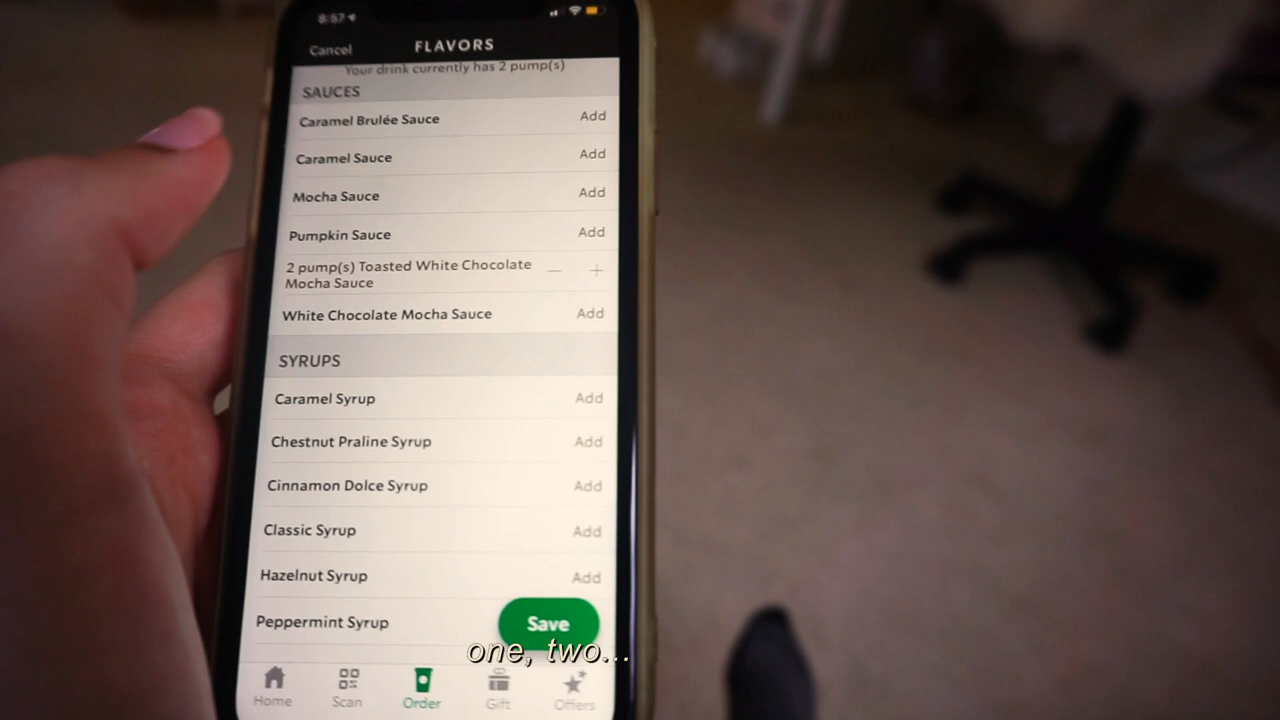 8:57
Cancel
FLAVORS
Your drink currently has 2 pump(s)
SAUCES
Caramel Brulée Sauce Add
Caramel Sauce Add
Mocha Sauce Add
Pumpkin Sauce Add
2 pump(s) Toasted White Chocolate
Mocha Sauce — +
White Chocolate Mocha Sauce Add
SYRUPS
Caramel Syrup Add
Chestnut Praline Syrup Add
Cinnamon Dolce Syrup Add
Classic Syrup Add
Hazelnut Syrup Add
Peppermint Syrup
Save
one, two...
Home Scan Order Gift Offers